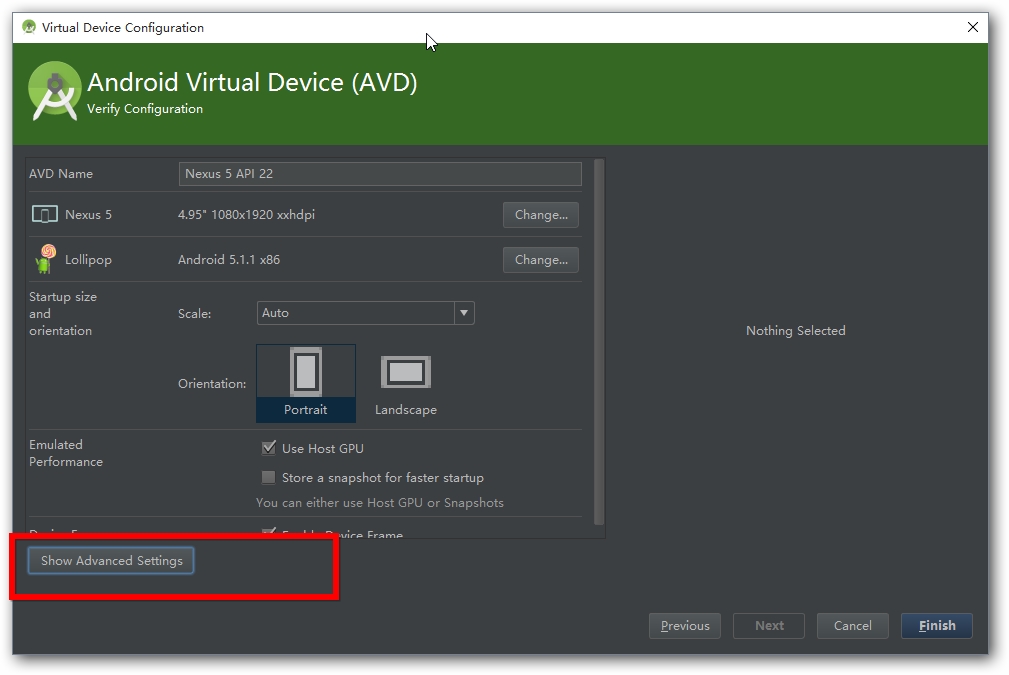 Virtual Device Configuration
Android Virtual Device (AVD)
Verify Configuration
AVD Name Nexus 5 API 22
Nexus 5 4.95" 1080x1920 xxhdpi Change...
Lollipop Android 5.1.1 x86 Change...
Startup size
and
orientation
Scale: Auto
Orientation:
Portrait Landscape
Nothing Selected
Emulated
Performance
Use Host GPU
Store a snapshot for faster startup
You can either use Host GPU or Snapshots
Enable Device Frame
Show Advanced Settings
Previous Next Cancel Finish